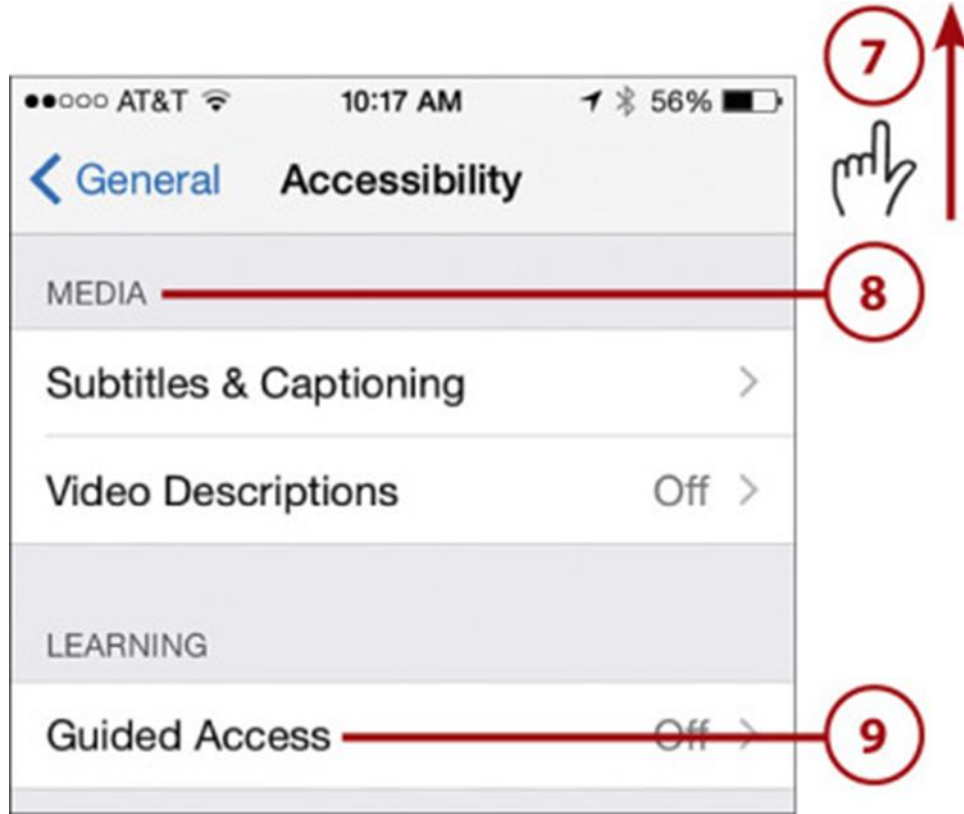 7
AT&T 10:17 AM 56%
General Accessibility
MEDIA
8
Subtitles & Captioning
Video Descriptions Off
LEARNING
Guided Access Off
9